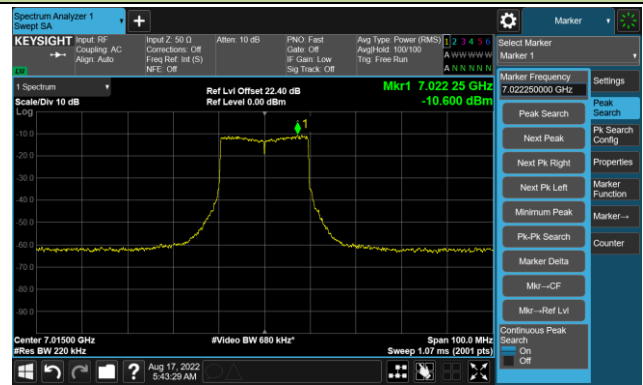 Spectrum Analyzer 1
Swept SA
+
Marker
KEYSIGHT
Input: RF
Coupling: AC
Align: Auto
Input Z: 50 Ω
Corrections: Off
Freq Ref: Int (S)
NFE: Off
Atten: 10 dB
PNO: Fast
Gate: Off
IF Gain: Low
Sig Track: Off
Avg Type: Power (RMS)
Avg|Hold: 100/100
Trig: Free Run
1 2 3 4 5 6
A W W W W W
A N N N N N
LW
Select Marker
Marker 1
1 Spectrum
Scale/Div 10 dB
Log
Ref Lvl Offset 22.40 dB
Ref Level 0.00 dBm
Mkr1 7.022 25 GHz
-10.600 dBm
1
-10.0
-20.0
-30.0
-40.0
-50.0
-60.0
-70.0
-80.0
-90.0
Center 7.01500 GHz
#Res BW 220 kHz
#Video BW 680 kHz*
Span 100.0 MHz
Sweep 1.07 ms (2001 pts)
Marker Frequency
7.022250000 GHz
Peak Search
Next Peak
Next Pk Right
Next Pk Left
Minimum Peak
Pk-Pk Search
Marker Delta
Mkr→CF
Mkr→Ref Lvl
Continuous Peak
Search
On
Off
Settings
Peak
Search
Pk Search
Config
Properties
Marker
Function
Marker→
Counter
?
Aug 17, 2022
5:43:29 AM